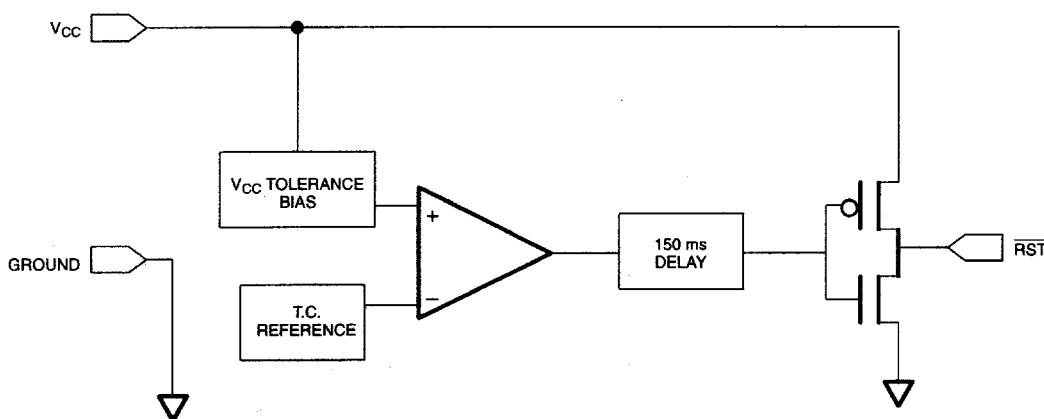 VCC
VCC TOLERANCE
BIAS
+
150 ms
DELAY
RST
GROUND
−
T.C.
REFERENCE